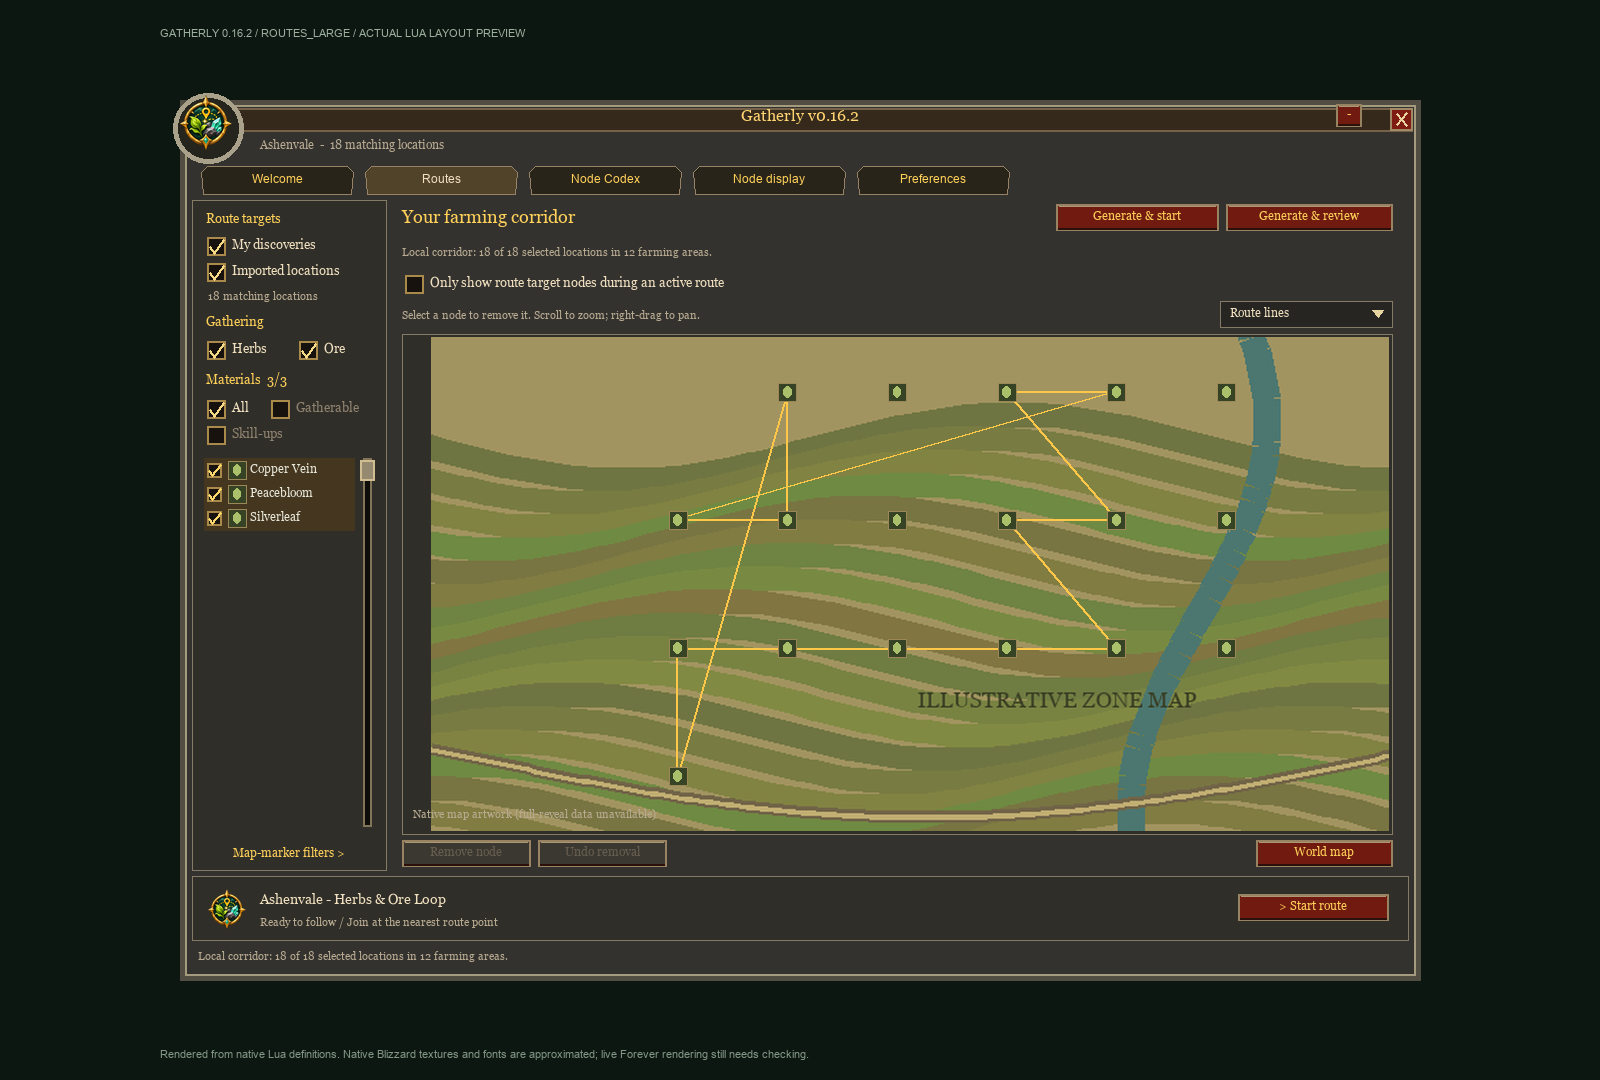 GATHERLY 0.16.2 / ROUTES_LARGE / ACTUAL LUA LAYOUT PREVIEW
Gatherly v0.16.2
-
X
Ashenvale - 18 matching locations
Welcome
Routes
Node Codex
Node display
Preferences
Route targets
My discoveries
Imported locations
18 matching locations
Gathering
Herbs
Ore
Materials 3/3
All
Gatherable
Skill-ups
Copper Vein
Peacebloom
Silverleaf
Map-marker filters >
Your farming corridor
Generate & start
Generate & review
Local corridor: 18 of 18 selected locations in 12 farming areas.
Only show route target nodes during an active route
Select a node to remove it. Scroll to zoom; right-drag to pan.
Route lines
ILLUSTRATIVE ZONE MAP
Native map artwork (full-reveal data unavailable)
Remove node
Undo removal
World map
Ashenvale - Herbs & Ore Loop
Ready to follow / Join at the nearest route point
> Start route
Local corridor: 18 of 18 selected locations in 12 farming areas.
Rendered from native Lua definitions. Native Blizzard textures and fonts are approximated; live Forever rendering still needs checking.